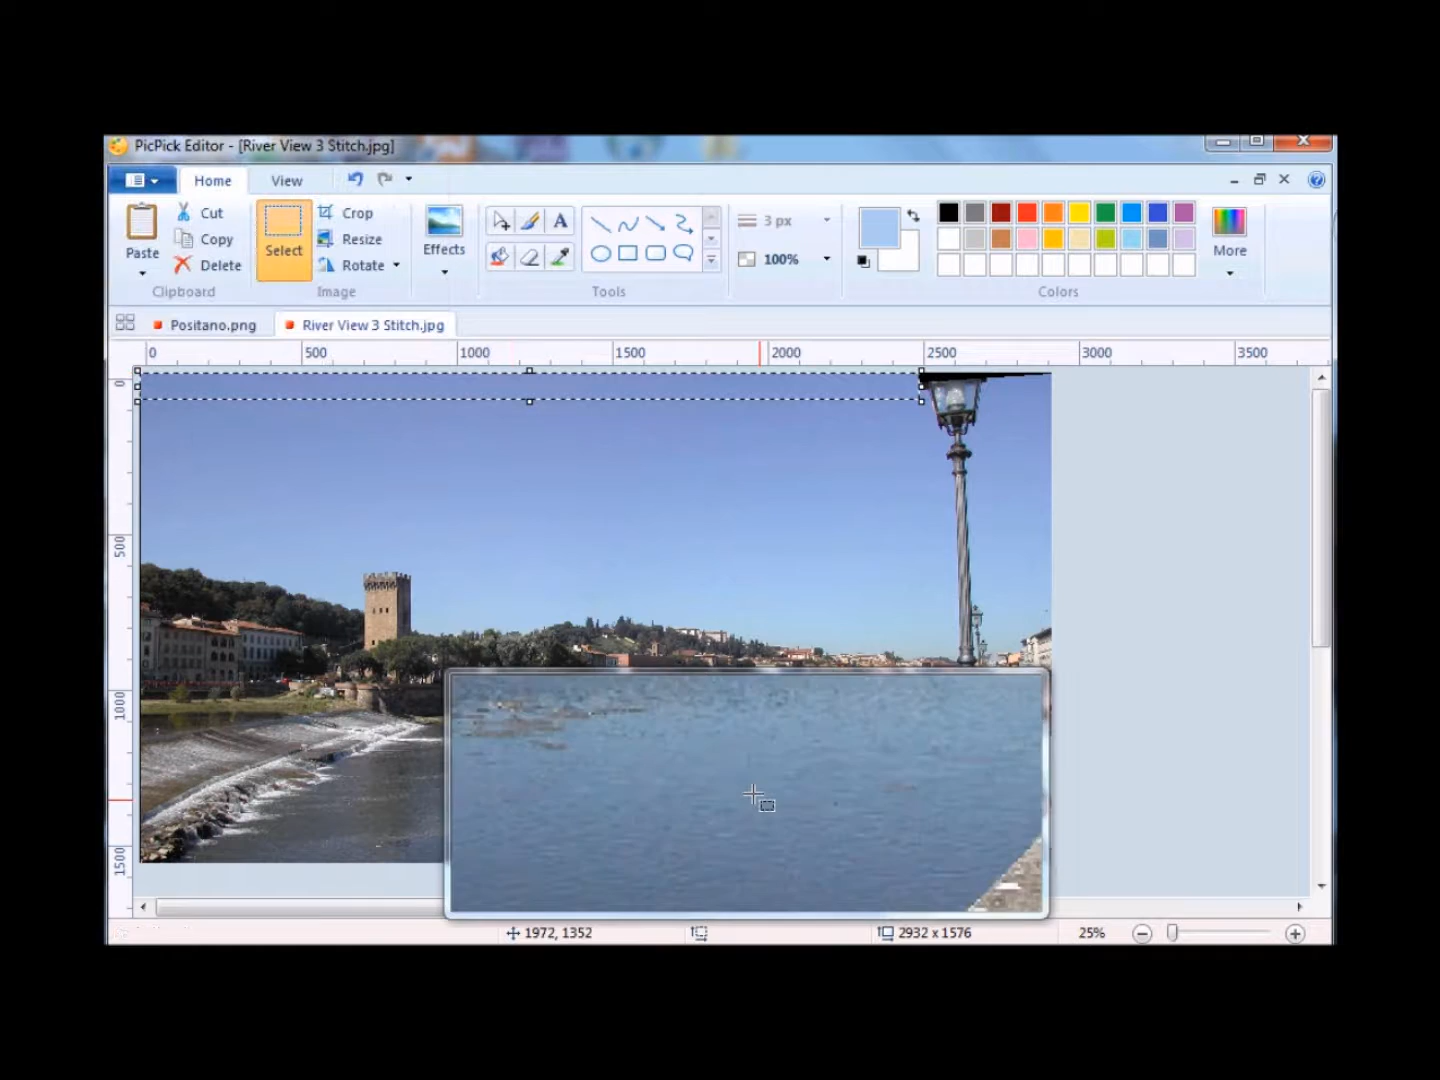 PicPick Editor - [River View 3 Stitch.jpg]
Home View
Paste
Cut
Copy
Delete
Clipboard
Select
Crop
Resize
Rotate
Image
Effects
Tools
3 px
100%
More
Colors
Positano.png River View 3 Stitch.jpg
0 500 1000 1500 2000 2500 3000 3500
0
500
1000
1500
1972, 1352 2932 x 1576 25%